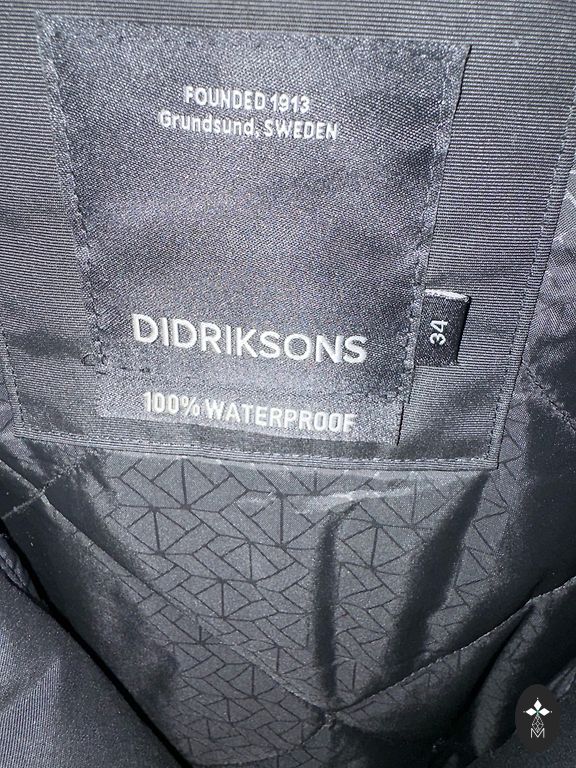 FOUNDED 1913
Grundsund, SWEDEN
DIDRIKSONS
34
100% WATERPROOF
M